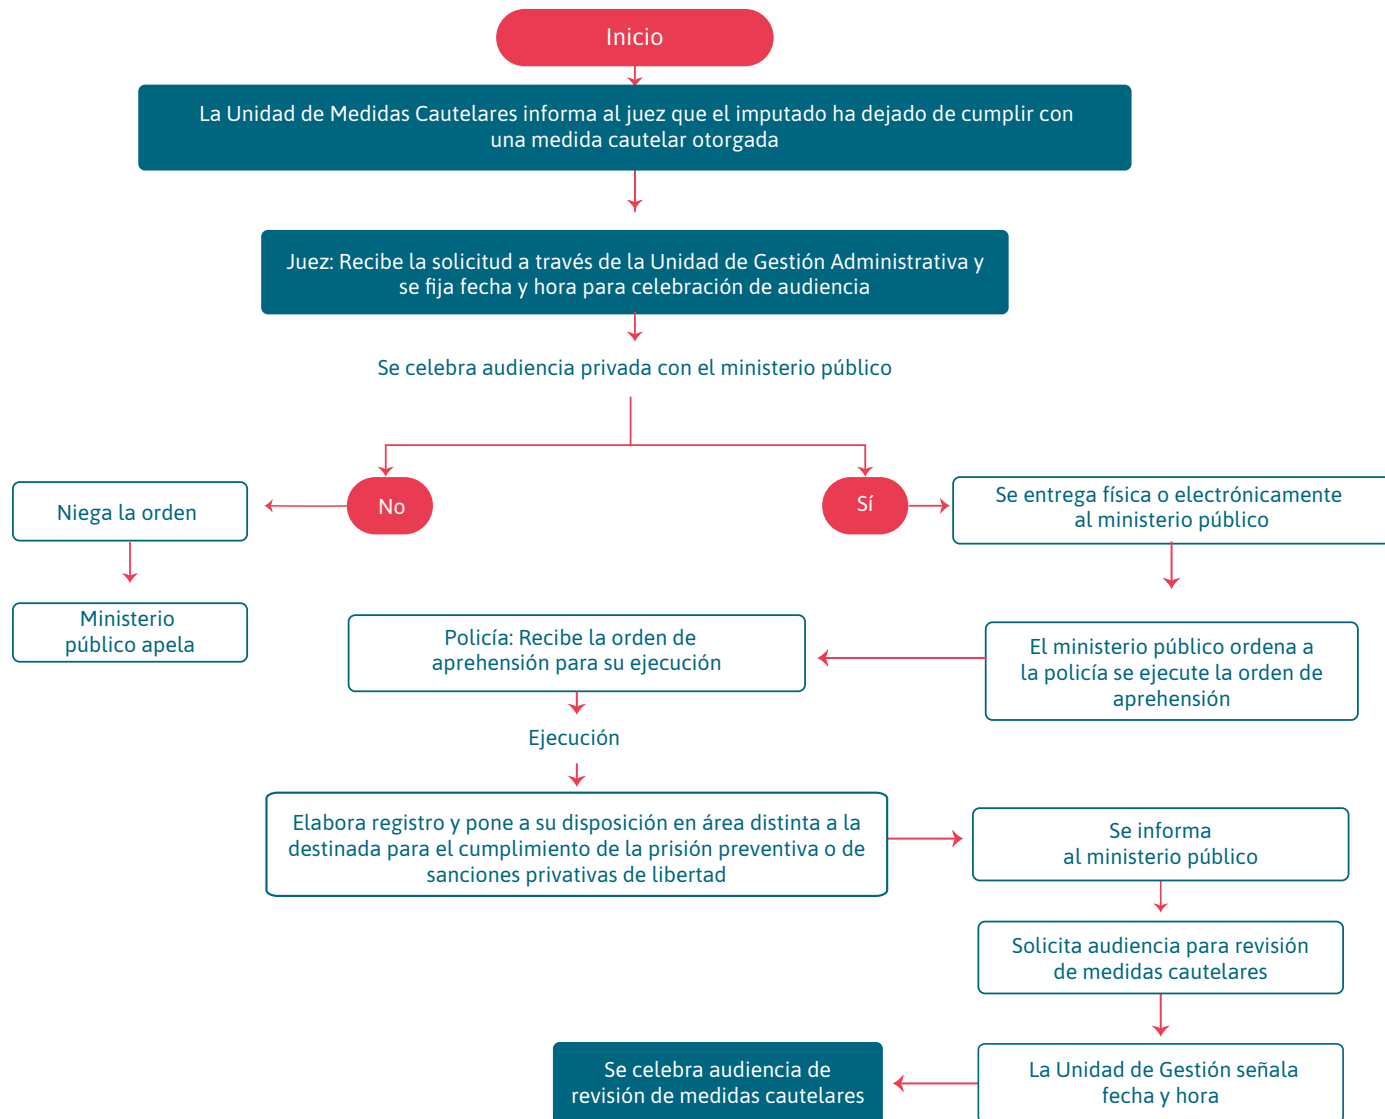 Inicio
La Unidad de Medidas Cautelares informa al juez que el imputado ha dejado de cumplir con
una medida cautelar otorgada
Juez: Recibe la solicitud a través de la Unidad de Gestión Administrativa y
se fija fecha y hora para celebración de audiencia
Se celebra audiencia privada con el ministerio público
No
Niega la orden
Ministerio
público apela
Sí
Se entrega física o electrónicamente
al ministerio público
El ministerio público ordena a
la policía se ejecute la orden de
aprehensión
Policía: Recibe la orden de
aprehensión para su ejecución
Ejecución
Elabora registro y pone a su disposición en área distinta a la
destinada para el cumplimiento de la prisión preventiva o de
sanciones privativas de libertad
Se informa
al ministerio público
Solicita audiencia para revisión
de medidas cautelares
La Unidad de Gestión señala
fecha y hora
Se celebra audiencia de
revisión de medidas cautelares